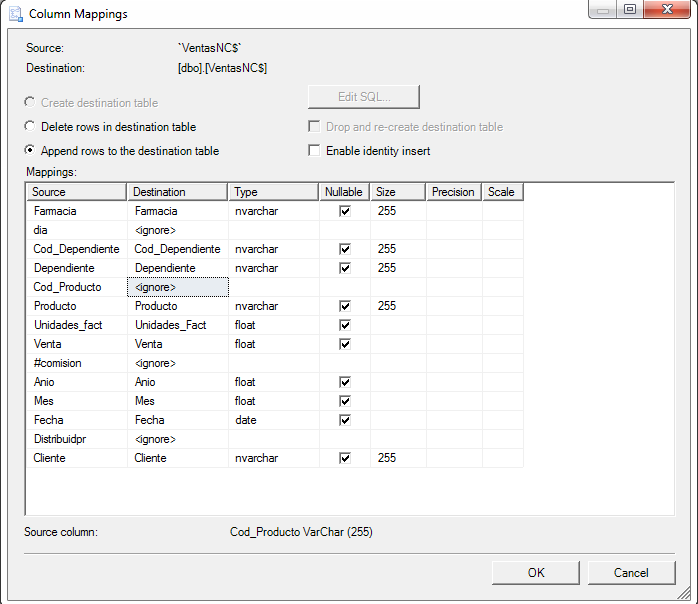 Column Mappings
Source: `VentasNC$`
Destination: [dbo].[VentasNC$]
Create destination table Edit SQL...
Delete rows in destination table Drop and re-create destination table
Append rows to the destination table Enable identity insert
Mappings:
Source Destination Type Nullable Size Precision Scale
Farmacia Farmacia nvarchar 255
dia <ignore>
Cod_Dependiente Cod_Dependiente nvarchar 255
Dependiente Dependiente nvarchar 255
Cod_Producto <ignore>
Producto Producto nvarchar 255
Unidades_fact Unidades_Fact float
Venta Venta float
#comision <ignore>
Anio Anio float
Mes Mes float
Fecha Fecha date
Distribuidpr <ignore>
Cliente Cliente nvarchar 255
Source column: Cod_Producto VarChar (255)
OK Cancel